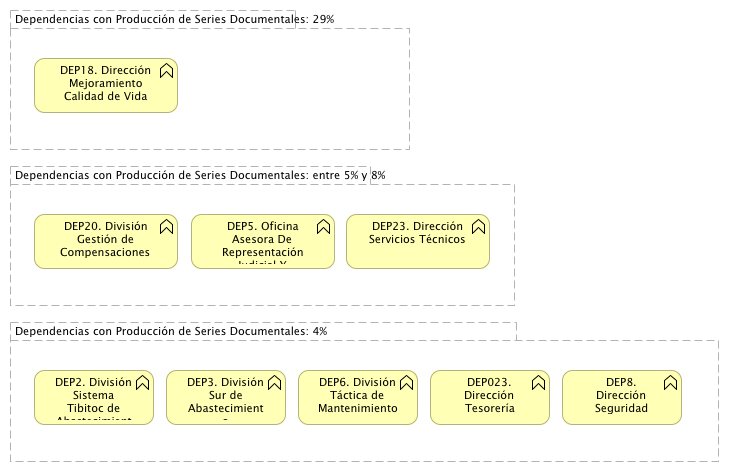 Dependencias con Producción de Series Documentales: 29%
DEP18. Dirección
Mejoramiento
Calidad de Vida
Dependencias con Producción de Series Documentales: entre 5% y 8%
DEP20. División
Gestión de
Compensaciones
DEP5. Oficina
Asesora De
Representación
Judicial Y
DEP23. Dirección
Servicios Técnicos
Dependencias con Producción de Series Documentales: 4%
DEP2. División
Sistema
Tibitoc de
Abastecimient
DEP3. División
Sur de
Abastecimient
o
DEP6. División
Táctica de
Mantenimiento
DEP023.
Dirección
Tesorería
DEP8.
Dirección
Seguridad